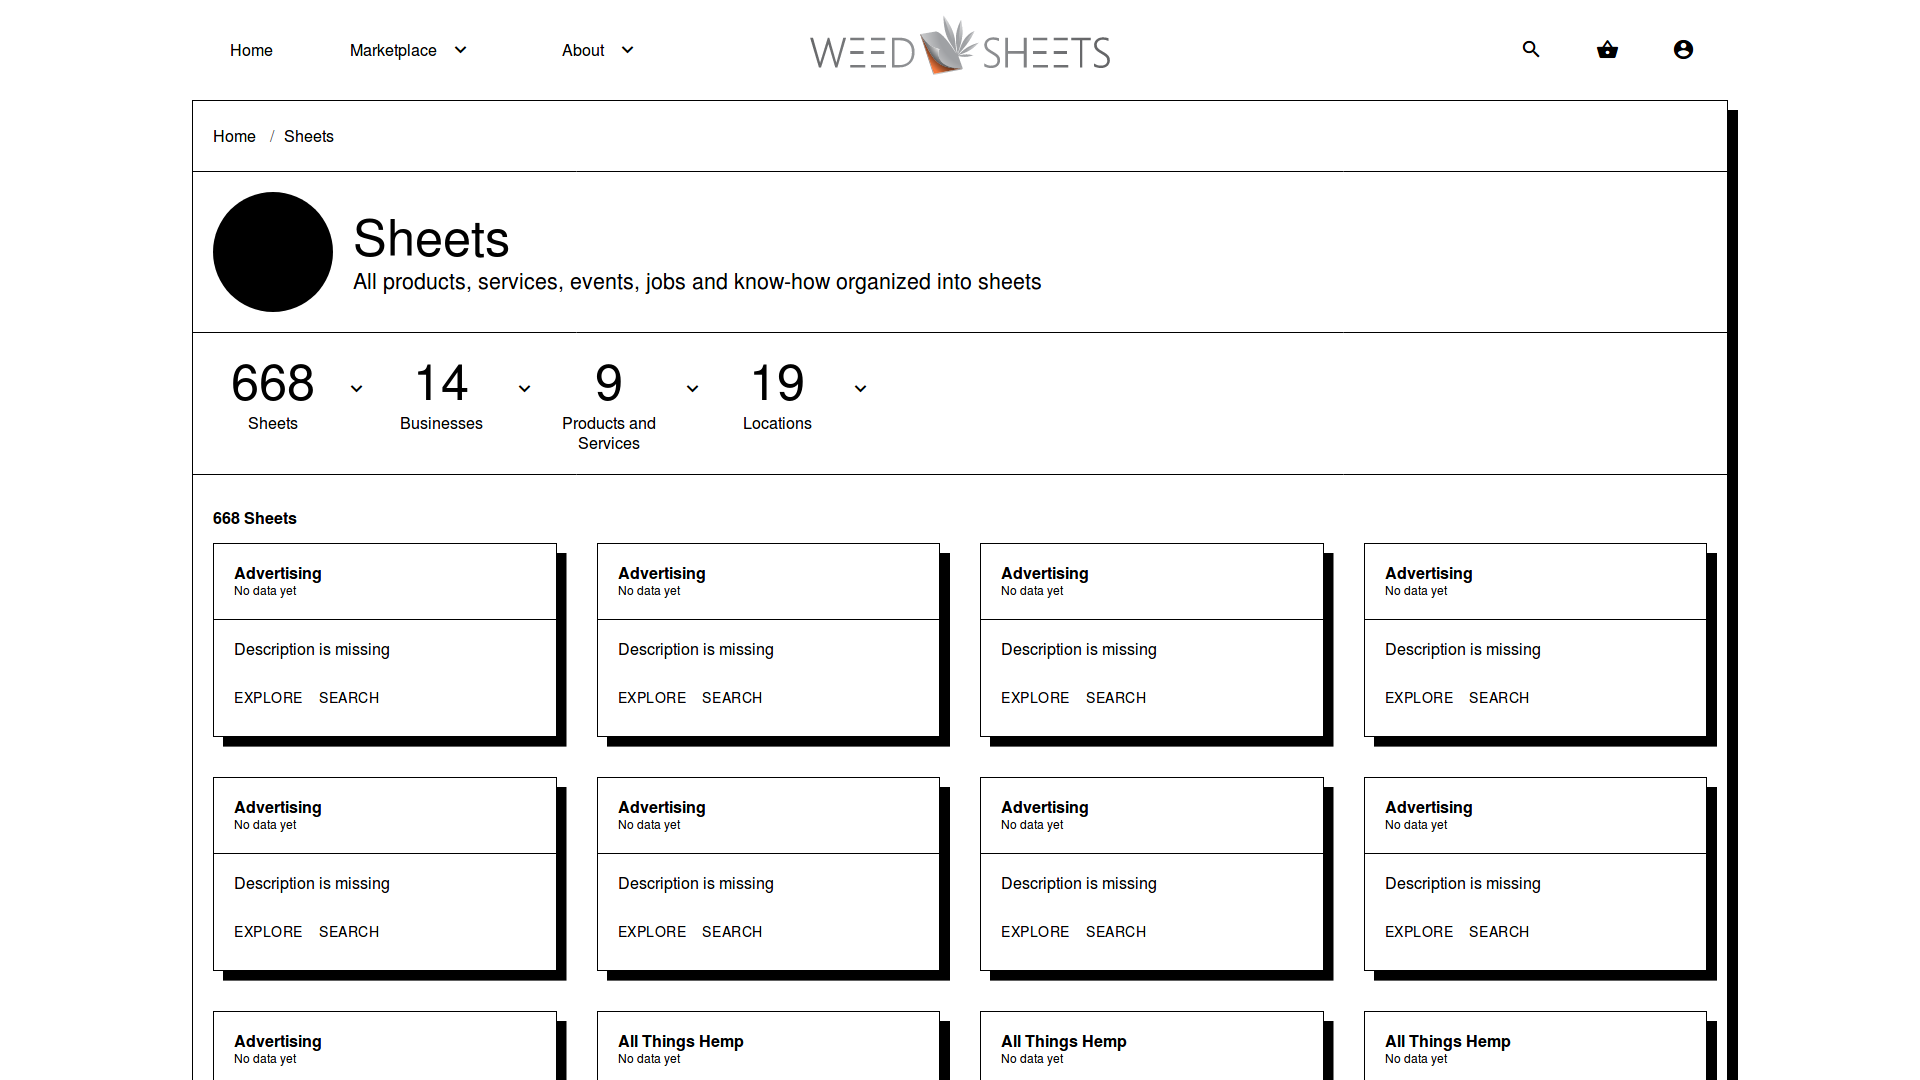 Home
Marketplace
About
WEED SHEETS
Home / Sheets
Sheets
All products, services, events, jobs and know-how organized into sheets
668
Sheets
14
Businesses
9
Products and
Services
19
Locations
668 Sheets
Advertising
No data yet
Description is missing
EXPLORE SEARCH
Advertising
No data yet
Description is missing
EXPLORE SEARCH
Advertising
No data yet
Description is missing
EXPLORE SEARCH
Advertising
No data yet
Description is missing
EXPLORE SEARCH
Advertising
No data yet
Description is missing
EXPLORE SEARCH
Advertising
No data yet
Description is missing
EXPLORE SEARCH
Advertising
No data yet
Description is missing
EXPLORE SEARCH
Advertising
No data yet
Description is missing
EXPLORE SEARCH
Advertising
No data yet
All Things Hemp
No data yet
All Things Hemp
No data yet
All Things Hemp
No data yet